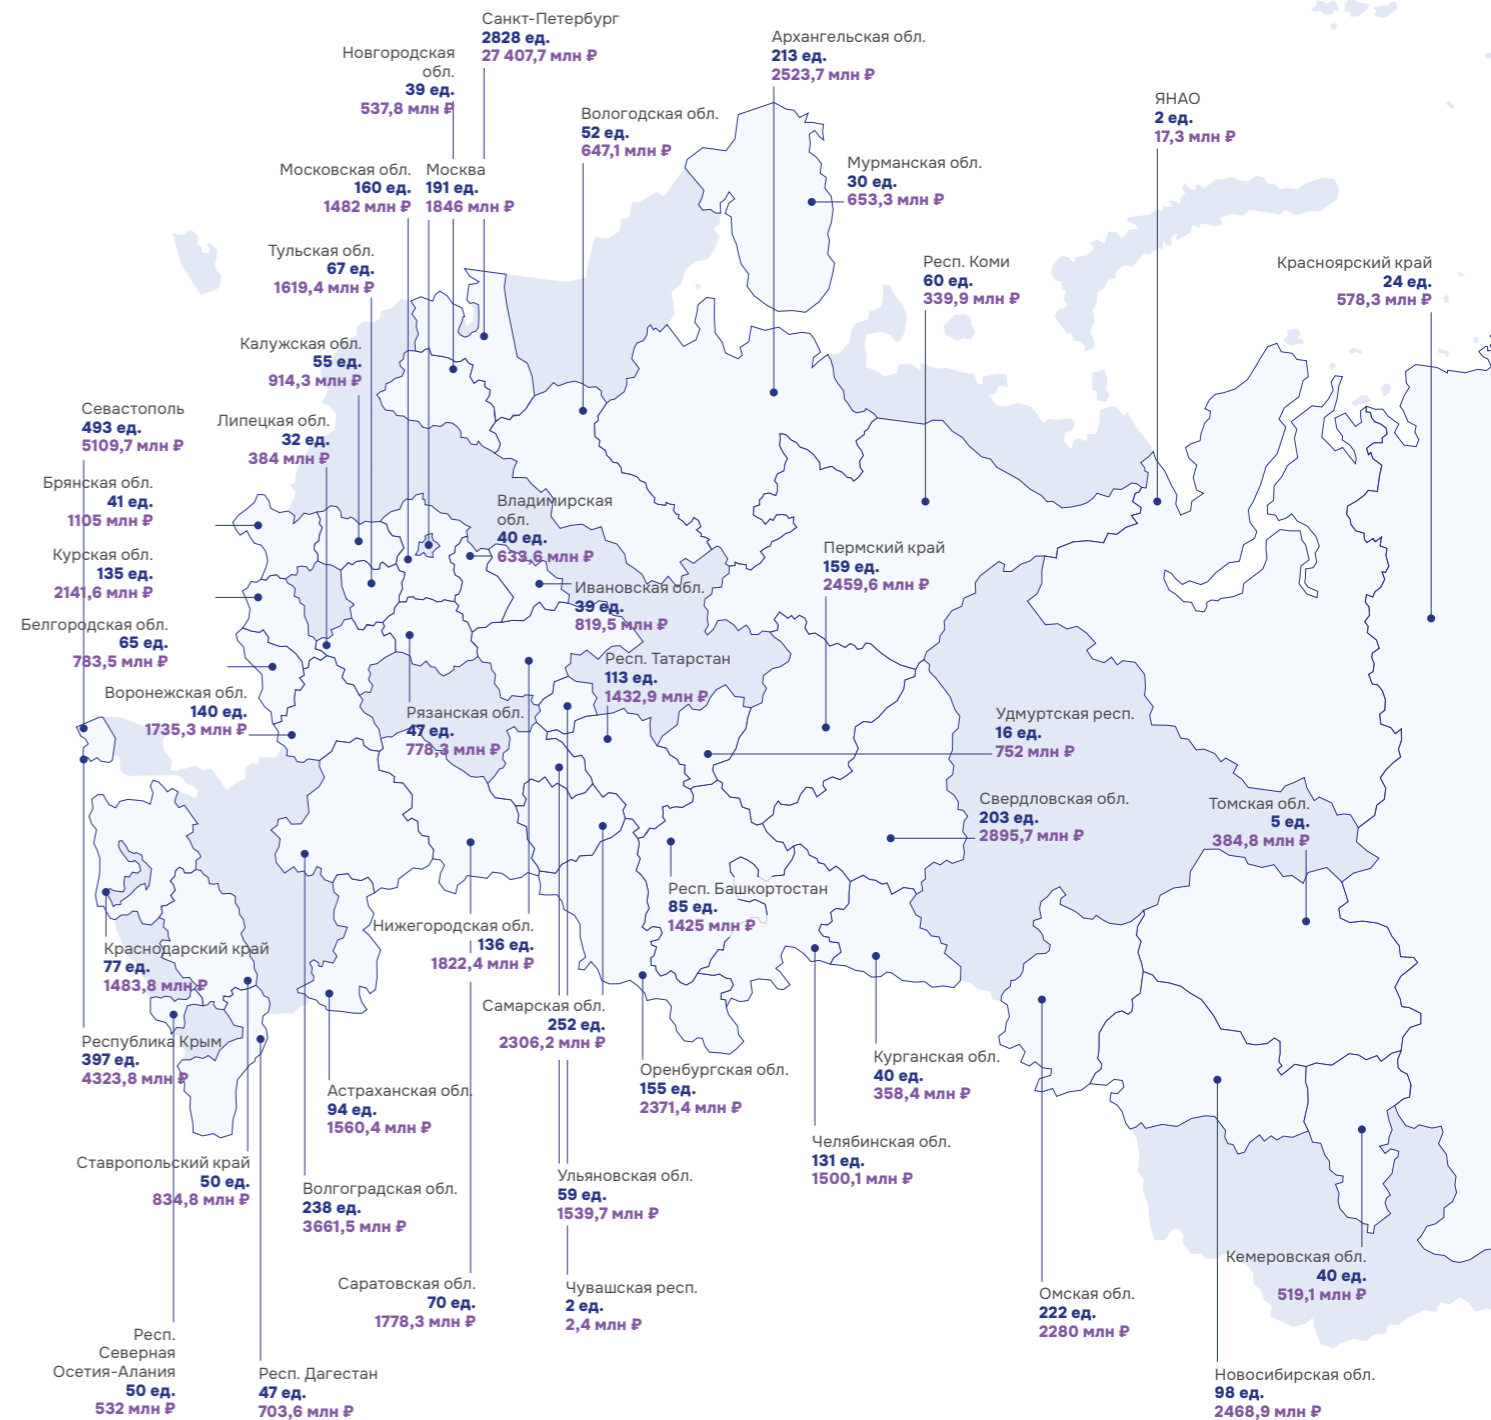 Санкт-Петербург
2828 ед.
27 407,7 млн ₽
Новгородская
обл.
39 ед.
537,8 млн ₽
Архангельская обл.
213 ед.
2523,7 млн ₽
Вологодская обл.
52 ед.
647,1 млн ₽
ЯНАО
2 ед.
17,3 млн ₽
Московская обл.
160 ед.
1482 млн ₽
Москва
191 ед.
1846 млн ₽
Мурманская обл.
30 ед.
653,3 млн ₽
Тульская обл.
67 ед.
1619,4 млн ₽
Респ. Коми
60 ед.
339,9 млн ₽
Красноярский край
24 ед.
578,3 млн ₽
Калужская обл.
55 ед.
914,3 млн ₽
Севастополь
493 ед.
5109,7 млн ₽
Липецкая обл.
32 ед.
384 млн ₽
Брянская обл.
41 ед.
1105 млн ₽
Владимирская
обл.
40 ед.
633,6 млн ₽
Курская обл.
135 ед.
2141,6 млн ₽
Пермский край
159 ед.
2459,6 млн ₽
Ивановская обл.
39 ед.
819,5 млн ₽
Белгородская обл.
65 ед.
783,5 млн ₽
Респ. Татарстан
113 ед.
1432,9 млн ₽
Воронежская обл.
140 ед.
1735,3 млн ₽
Рязанская обл.
47 ед.
778,3 млн ₽
Удмуртская респ.
16 ед.
752 млн ₽
Свердловская обл.
203 ед.
2895,7 млн ₽
Томская обл.
5 ед.
384,8 млн ₽
Респ. Башкортостан
85 ед.
1425 млн ₽
Нижегородская обл.
136 ед.
1822,4 млн ₽
Краснодарский край
77 ед.
1483,8 млн ₽
Самарская обл.
252 ед.
2306,2 млн ₽
Республика Крым
397 ед.
4323,8 млн ₽
Курганская обл.
40 ед.
358,4 млн ₽
Оренбургская обл.
155 ед.
2371,4 млн ₽
Астраханская обл.
94 ед.
1560,4 млн ₽
Челябинская обл.
131 ед.
1500,1 млн ₽
Ставропольский край
50 ед.
834,8 млн ₽
Ульяновская обл.
59 ед.
1539,7 млн ₽
Волгоградская обл.
238 ед.
3661,5 млн ₽
Кемеровская обл.
40 ед.
519,1 млн ₽
Саратовская обл.
70 ед.
1778,3 млн ₽
Чувашская респ.
2 ед.
2,4 млн ₽
Омская обл.
222 ед.
2280 млн ₽
Респ.
Северная
Осетия-Алания
50 ед.
532 млн ₽
Респ. Дагестан
47 ед.
703,6 млн ₽
Новосибирская обл.
98 ед.
2468,9 млн ₽